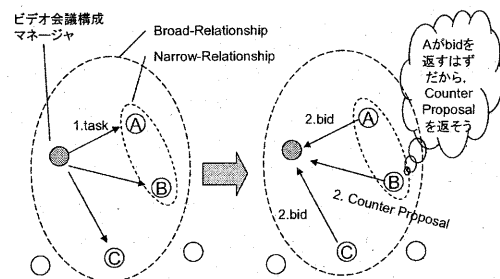 ビデオ会議構成
マネージャ
Broad-Relationship
Narrow-Relationship
1.task
A
B
C
2.bid
A
B
2. Counter Proposal
2.bid
C
Aがbidを
返すはず
だから、
Counter
Proposal
を返そう